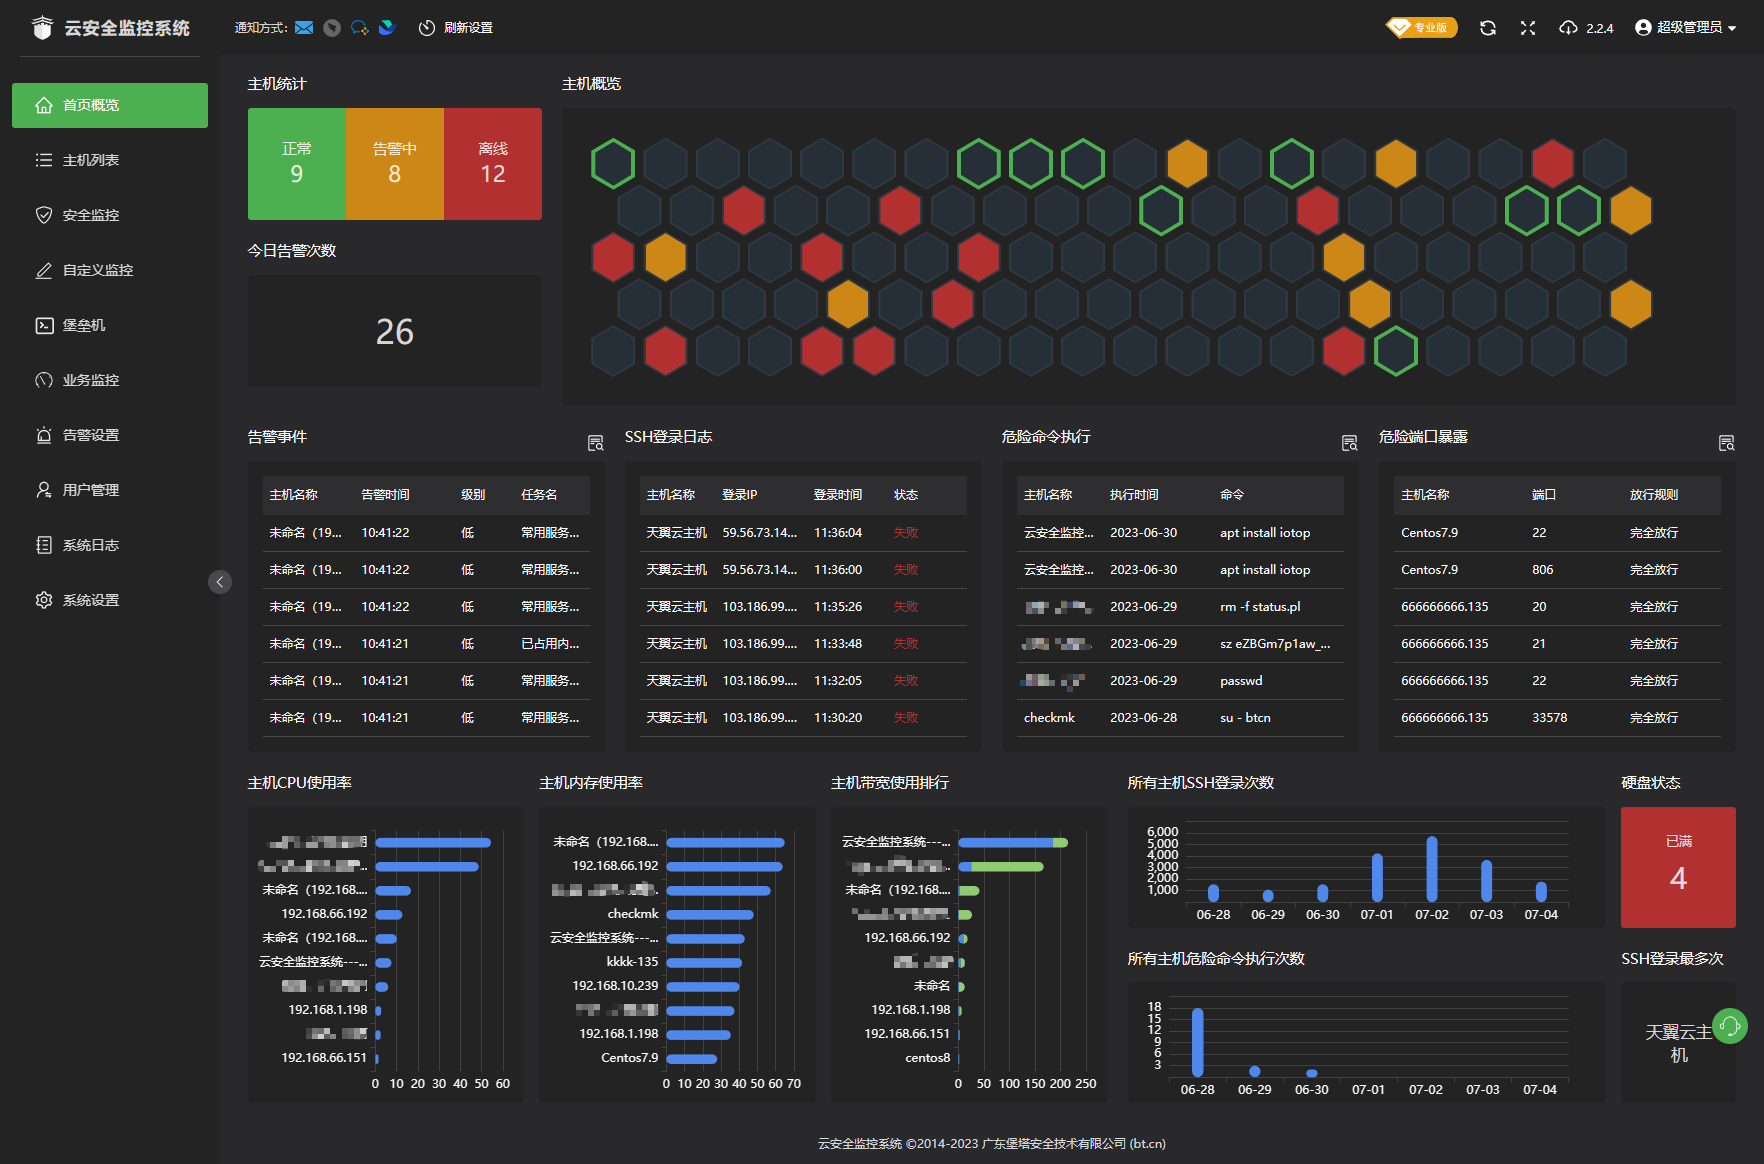 云安全监控系统
通知方式:
刷新设置
专业版
2.2.4
超级管理员
首页概览
主机列表
安全监控
自定义监控
堡垒机
业务监控
告警设置
用户管理
系统日志
系统设置
主机统计
正常
9
告警中
8
离线
12
今日告警次数
26
主机概览
告警事件
主机名称 告警时间 级别 任务名
未命名（19... 10:41:22 低 常用服务...
未命名（19... 10:41:22 低 常用服务...
未命名（19... 10:41:22 低 常用服务...
未命名（19... 10:41:21 低 已占用内...
未命名（19... 10:41:21 低 常用服务...
未命名（19... 10:41:21 低 常用服务...
SSH登录日志
主机名称 登录IP 登录时间 状态
天翼云主机 59.56.73.14... 11:36:04 失败
天翼云主机 59.56.73.14... 11:36:00 失败
天翼云主机 103.186.99.... 11:35:26 失败
天翼云主机 103.186.99.... 11:33:48 失败
天翼云主机 103.186.99.... 11:32:05 失败
天翼云主机 103.186.99.... 11:30:20 失败
危险命令执行
主机名称 执行时间 命令
云安全监控... 2023-06-30 apt install iotop
云安全监控... 2023-06-30 apt install iotop
2023-06-29 rm -f status.pl
2023-06-29 sz eZBGm7p1aw_...
2023-06-29 passwd
checkmk 2023-06-28 su - btcn
危险端口暴露
主机名称 端口 放行规则
Centos7.9 22 完全放行
Centos7.9 806 完全放行
666666666.135 20 完全放行
666666666.135 21 完全放行
666666666.135 22 完全放行
666666666.135 33578 完全放行
主机CPU使用率
未命名（192.168....
192.168.66.192
未命名（192.168....
云安全监控系统---...
192.168.1.198
192.168.66.151
0 10 20 30 40 50 60
主机内存使用率
未命名（192.168....
192.168.66.192
checkmk
云安全监控系统---...
kkkk-135
192.168.10.239
192.168.1.198
Centos7.9
0 10 20 30 40 50 60 70
主机带宽使用排行
云安全监控系统---...
未命名（192.168....
192.168.66.192
未命名
192.168.1.198
192.168.66.151
centos8
0 50 100 150 200 250
所有主机SSH登录次数
6,000
5,000
4,000
3,000
2,000
1,000
06-28 06-29 06-30 07-01 07-02 07-03 07-04
硬盘状态
已满
4
所有主机危险命令执行次数
18
15
12
9
6
3
06-28 06-29 06-30 07-01 07-02 07-03 07-04
SSH登录最多次
天翼云主
机
云安全监控系统 ©2014-2023 广东堡塔安全技术有限公司 (bt.cn)